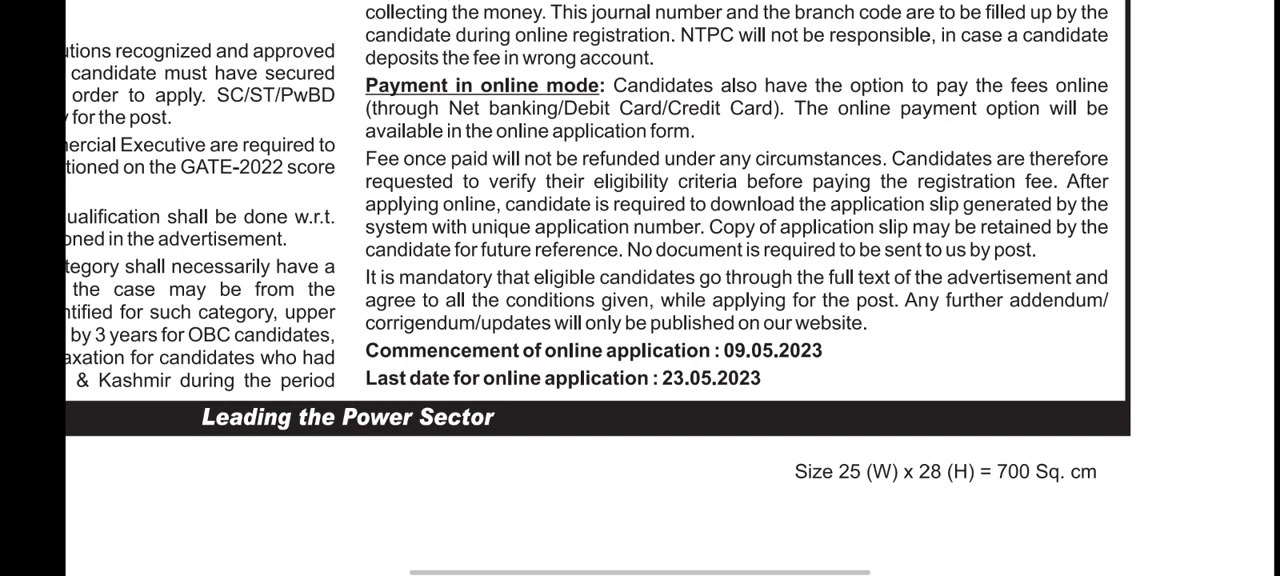 utions recognized and approved
candidate must have secured
order to apply. SC/ST/PwBD
for the post.
ercial Executive are required to
tioned on the GATE-2022 score
ualification shall be done w.r.t.
oned in the advertisement.
tegory shall necessarily have a
the case may be from the
ntified for such category, upper
by 3 years for OBC candidates,
axation for candidates who had
& Kashmir during the period
collecting the money. This journal number and the branch code are to be filled up by the
candidate during online registration. NTPC will not be responsible, in case a candidate
deposits the fee in wrong account.
Payment in online mode: Candidates also have the option to pay the fees online
(through Net banking/Debit Card/Credit Card). The online payment option will be
available in the online application form.
Fee once paid will not be refunded under any circumstances. Candidates are therefore
requested to verify their eligibility criteria before paying the registration fee. After
applying online, candidate is required to download the application slip generated by the
system with unique application number. Copy of application slip may be retained by the
candidate for future reference. No document is required to be sent to us by post.
It is mandatory that eligible candidates go through the full text of the advertisement and
agree to all the conditions given, while applying for the post. Any further addendum/
corrigendum/updates will only be published on our website.
Commencement of online application : 09.05.2023
Last date for online application : 23.05.2023
Leading the Power Sector
Size 25 (W) x 28 (H) = 700 Sq. cm